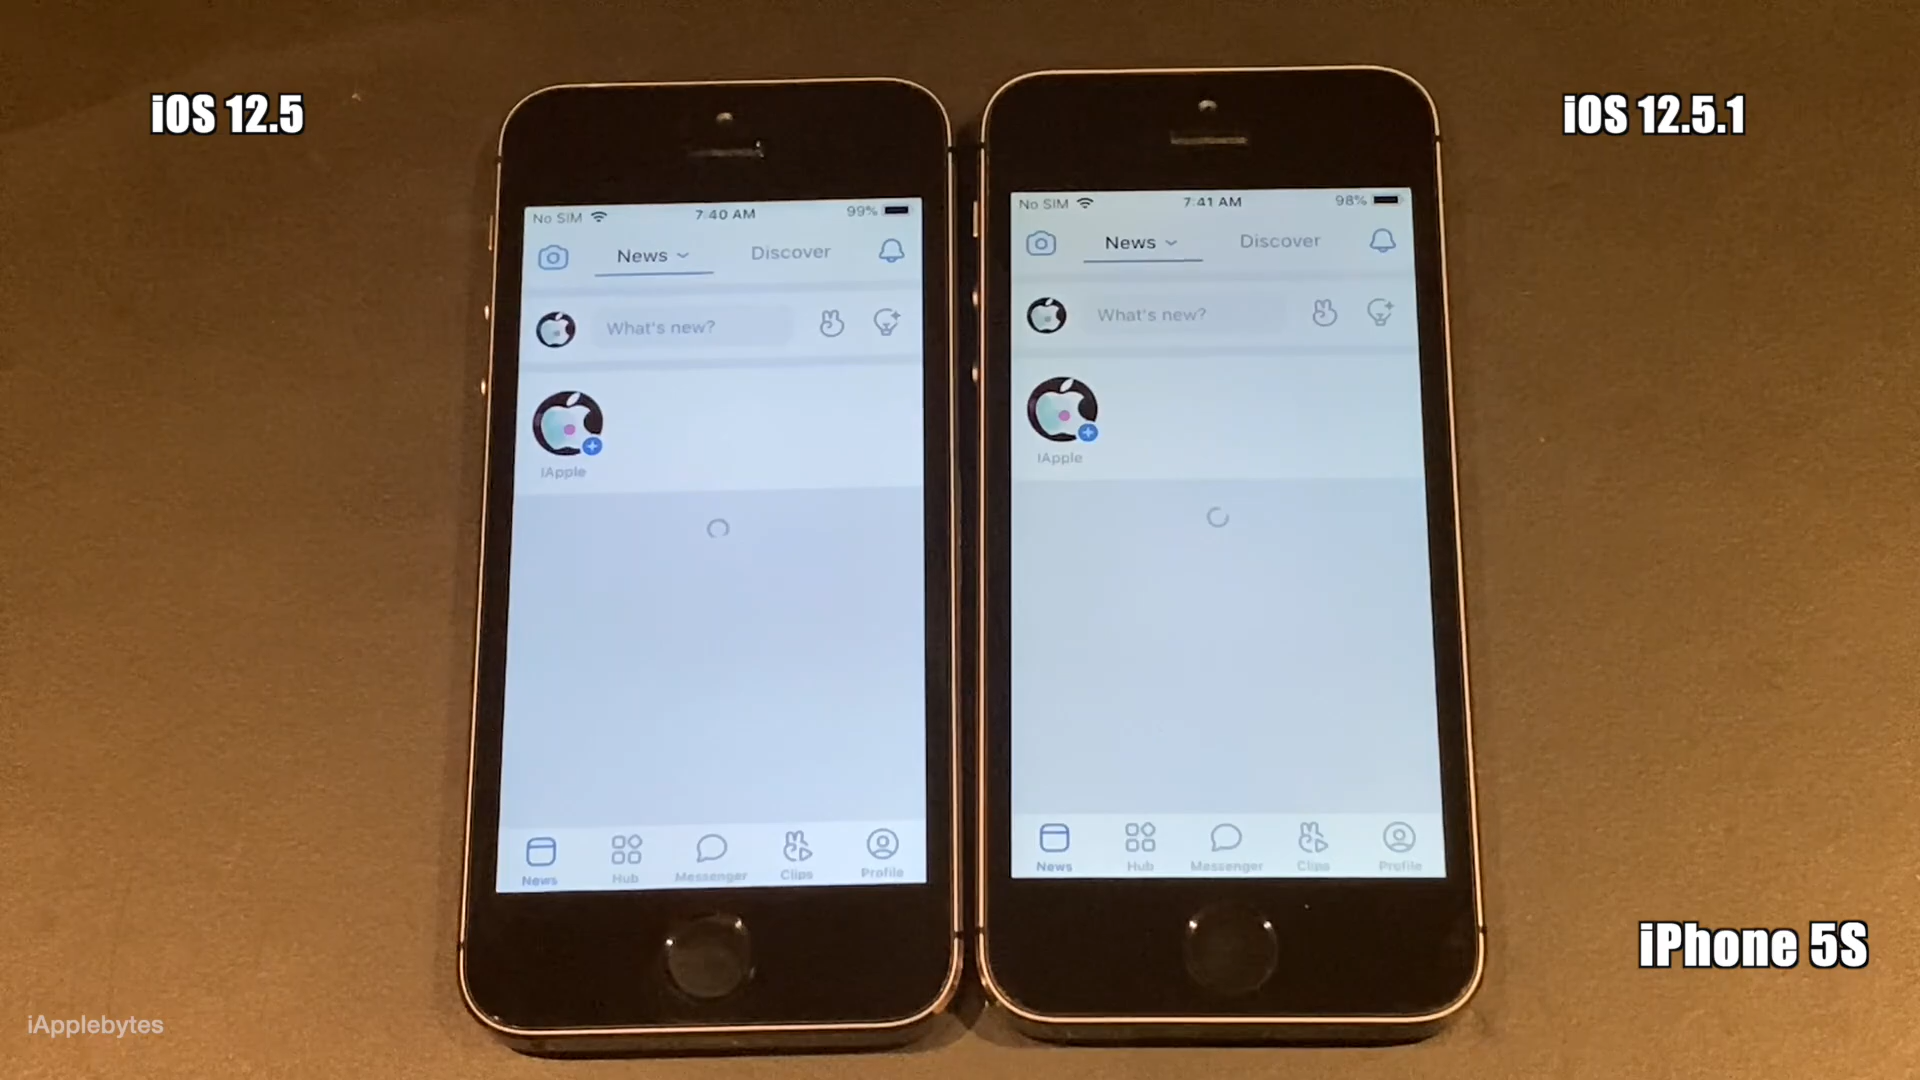 iOS 12.5
iOS 12.5.1
No SIM 7:40 AM 99%
News Discover
What's new?
IApple
News Hub Messenger Clips Profile
No SIM 7:41 AM 98%
News Discover
What's new?
IApple
News Hub Messenger Clips Profile
iPhone 5S
iApplebytes